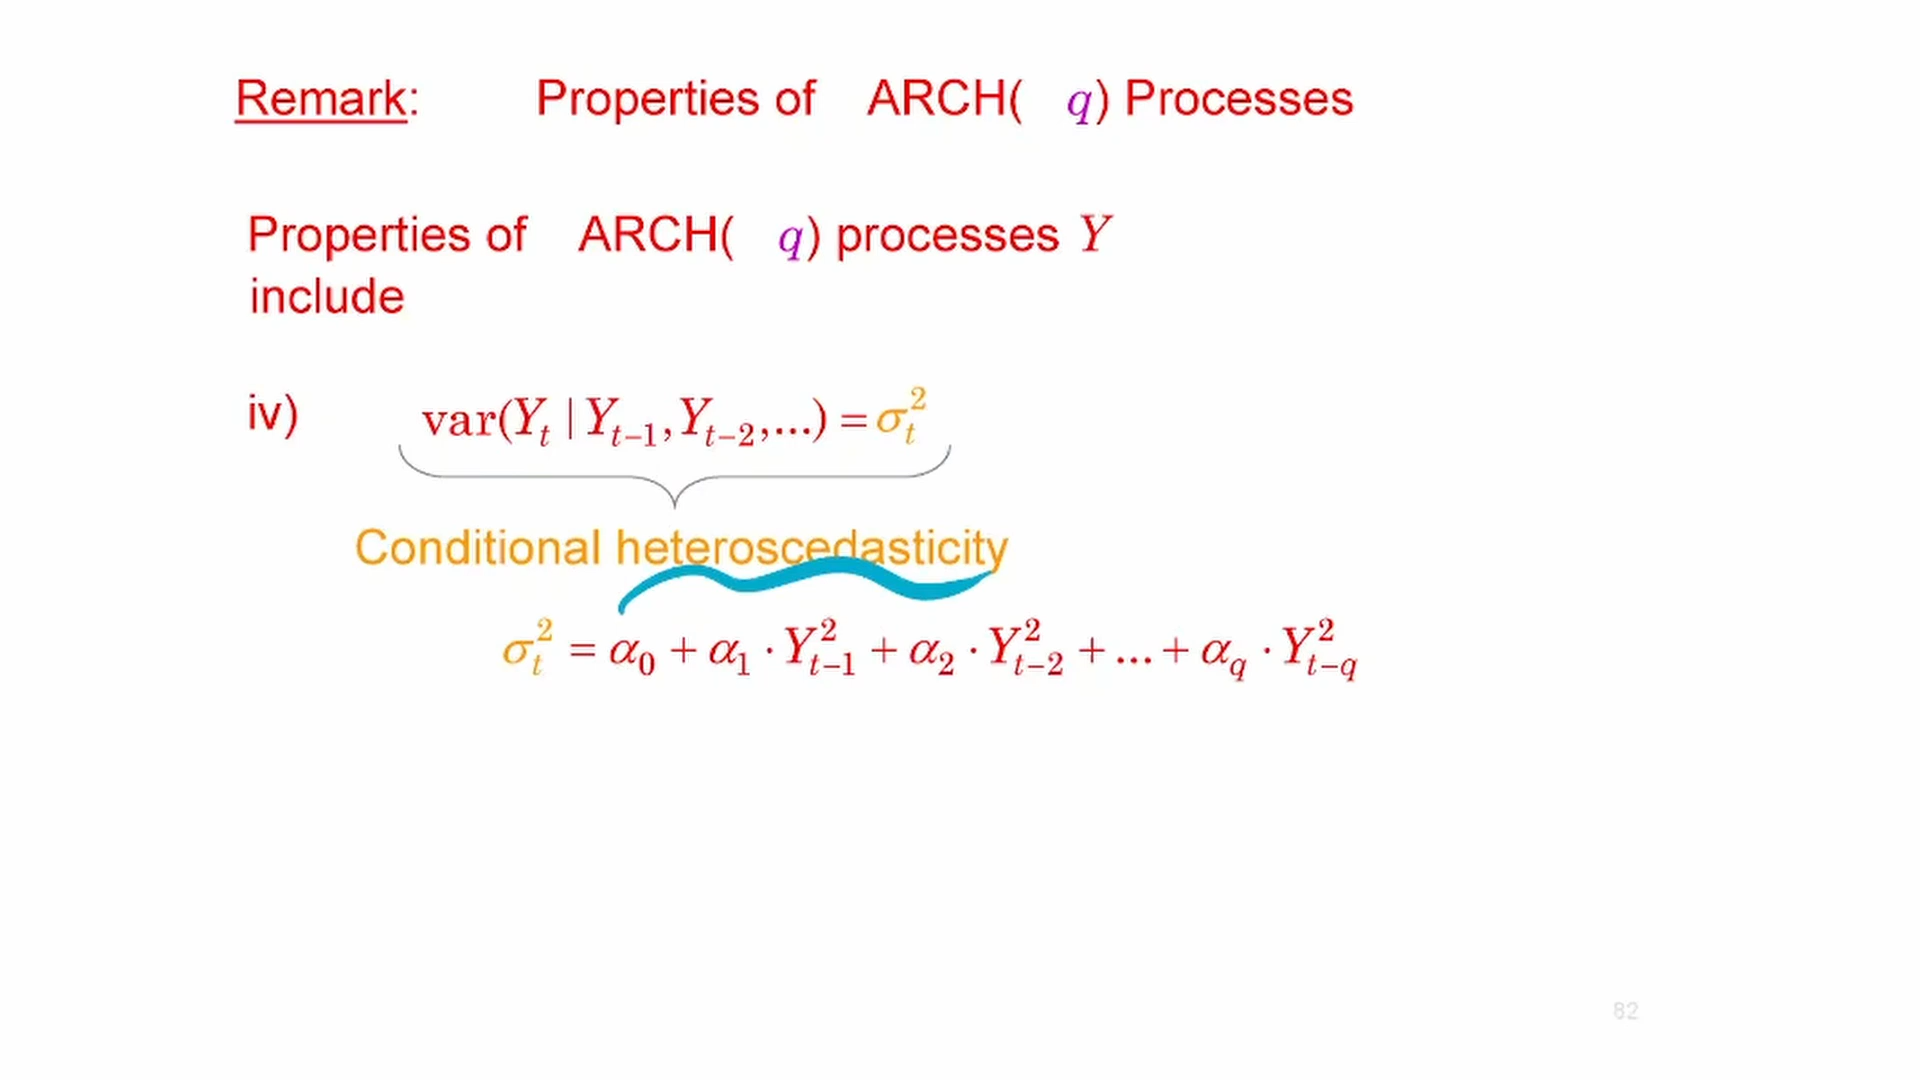 Remark: Properties of ARCH( q) Processes
Properties of ARCH( q) processes Y
include
iv) var(Y_t | Y_{t−1}, Y_{t−2},...) = σ_t^2
Conditional heteroscedasticity
σ_t^2 = α_0 + α_1 · Y_{t−1}^2 + α_2 · Y_{t−2}^2 + ... + α_q · Y_{t−q}^2
82